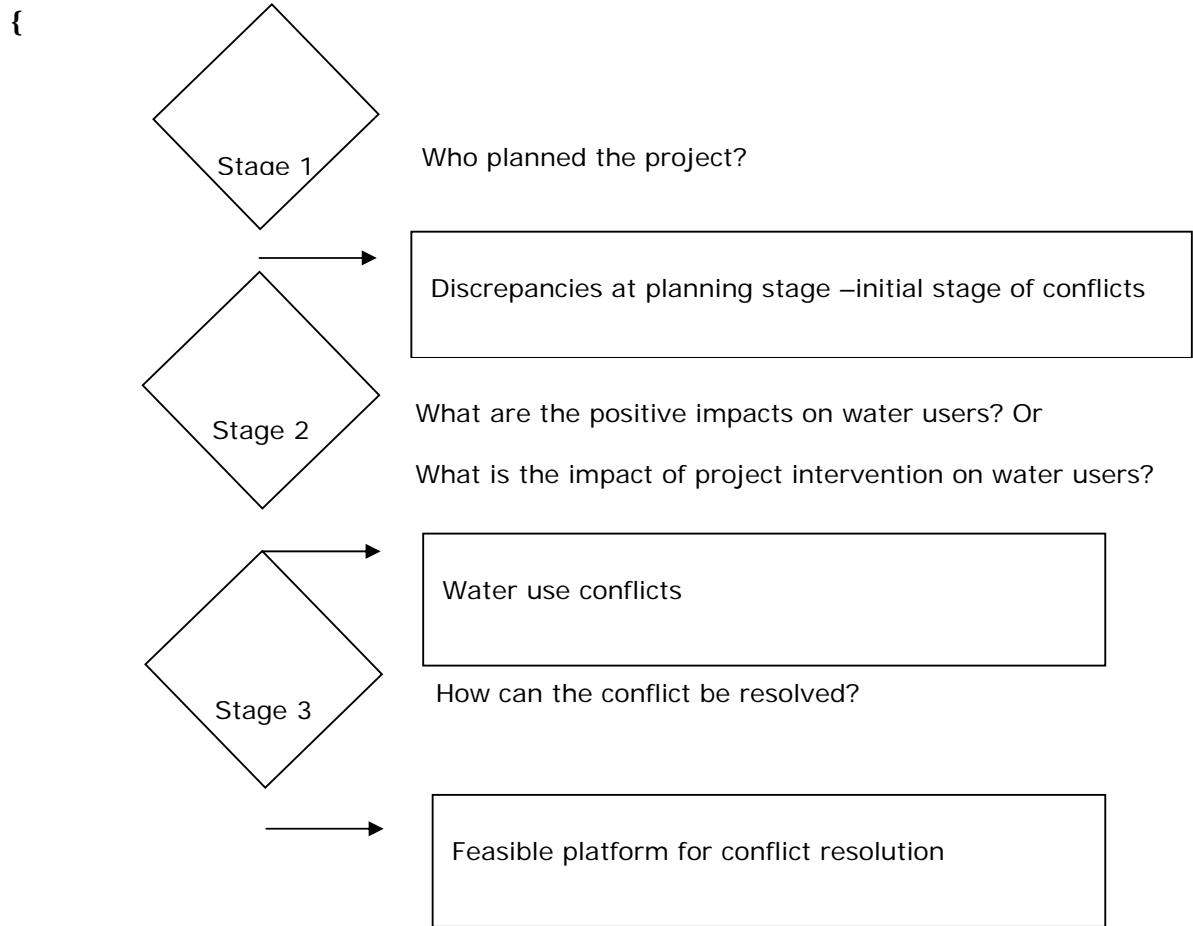 {
Stage 1
Who planned the project?
Discrepancies at planning stage –initial stage of conflicts
Stage 2
What are the positive impacts on water users? Or
What is the impact of project intervention on water users?
Water use conflicts
Stage 3
How can the conflict be resolved?
Feasible platform for conflict resolution